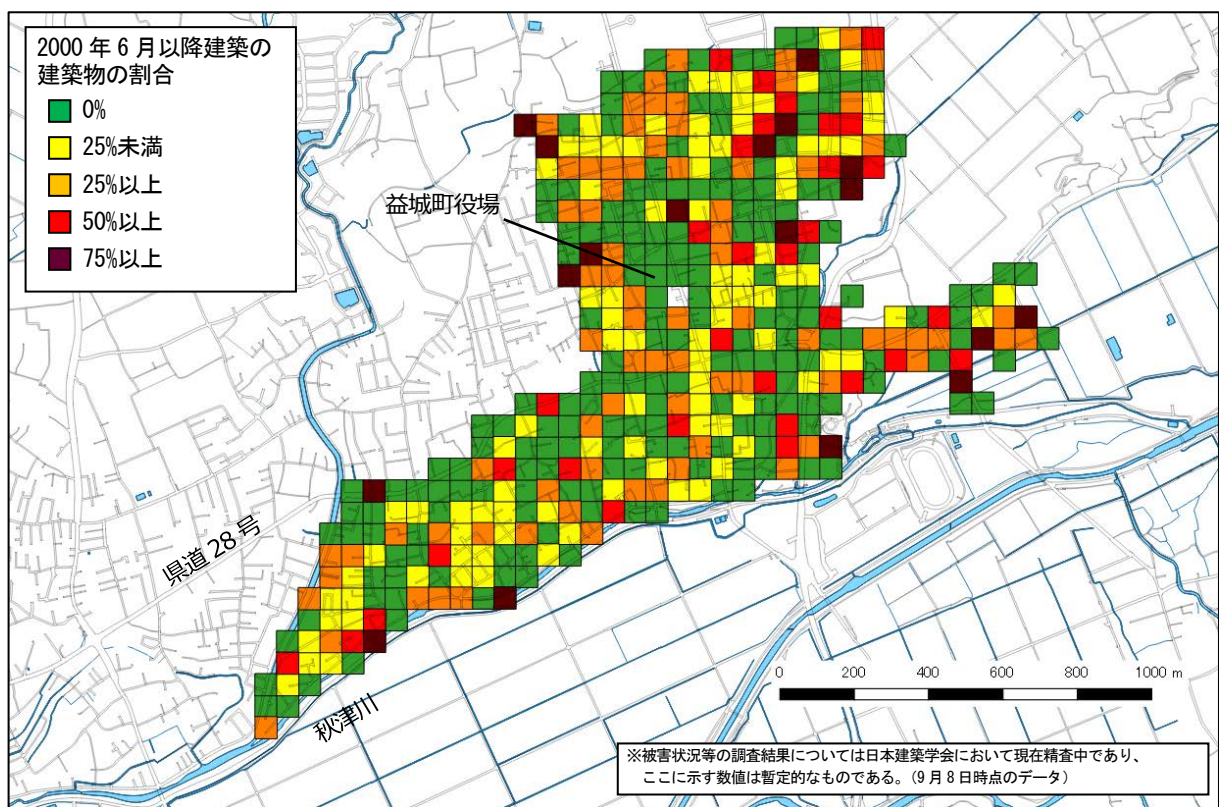 2000 年 6 月以降建築の
建築物の割合
0%
25%未満
25%以上
50%以上
75%以上
益城町役場
県道 28 号
秋津川
0 200 400 600 800 1000 m
※被害状況等の調査結果については日本建築学会において現在精査中であり、
ここに示す数値は暫定的なものである。（9 月 8 日時点のデータ）